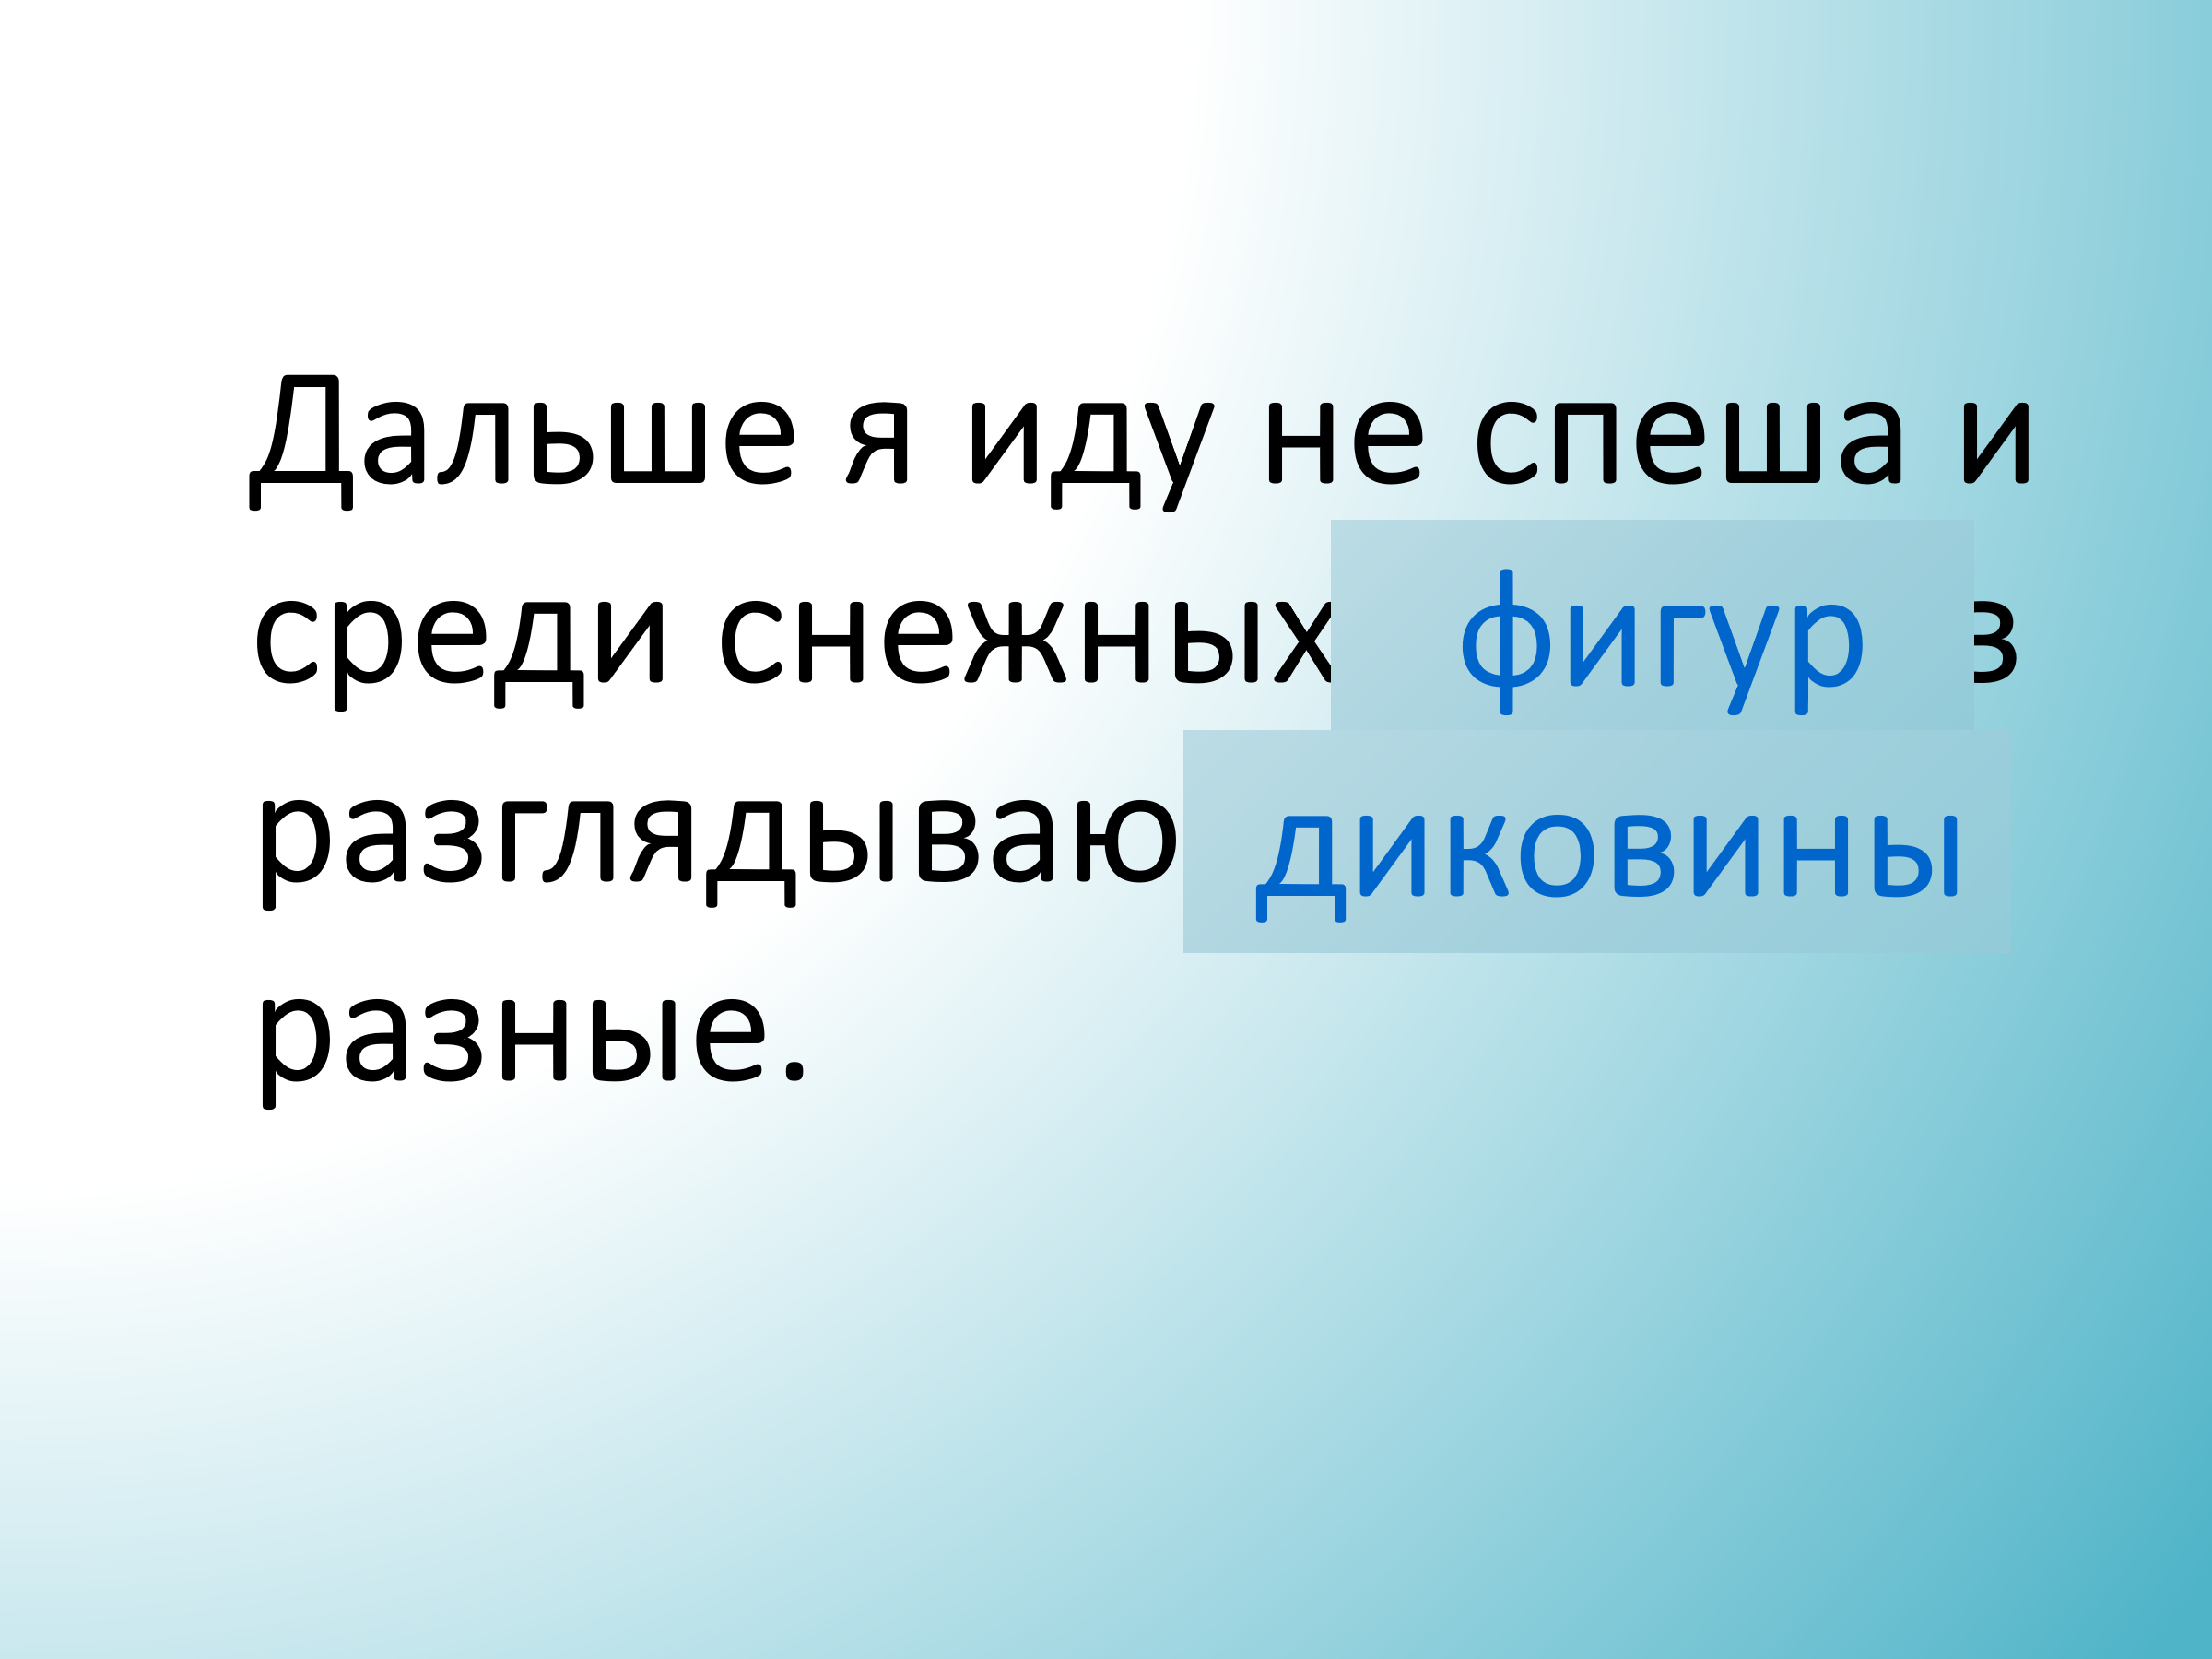 Дальше я иду не спеша и
среди снежных фигур з
разглядываю диковины
разные.